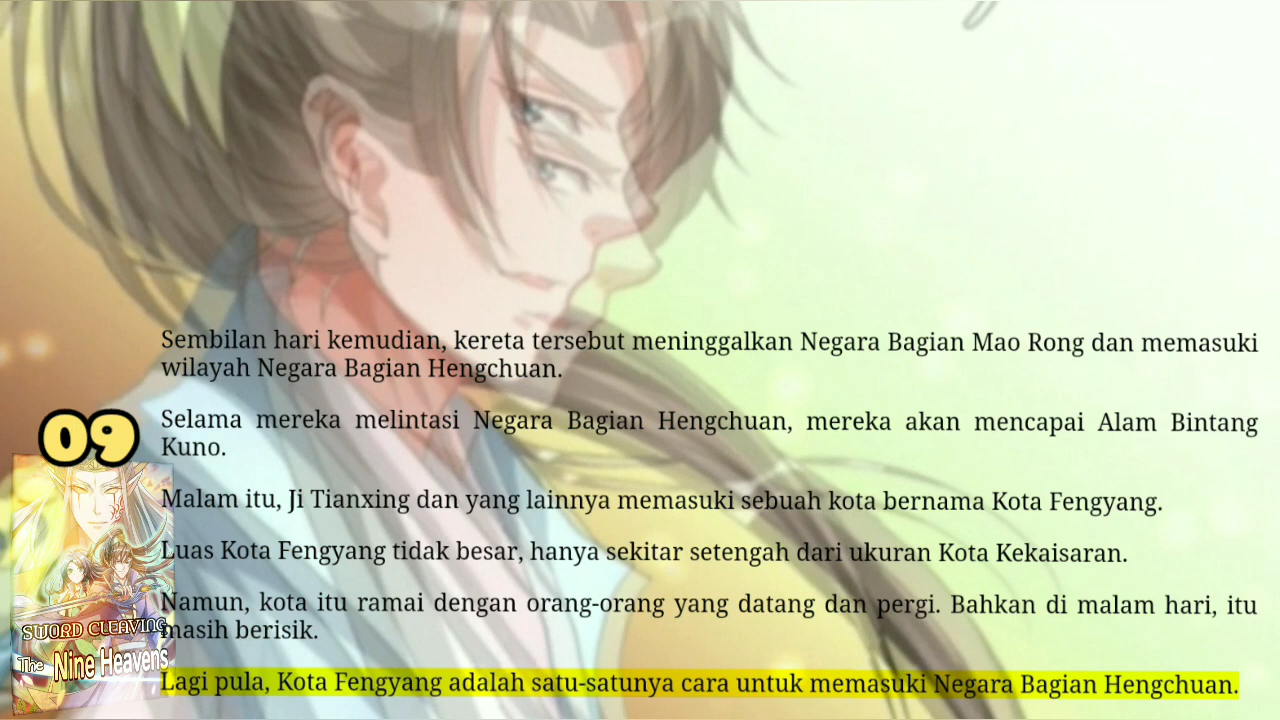 Sembilan hari kemudian, kereta tersebut meninggalkan Negara Bagian Mao Rong dan memasuki
wilayah Negara Bagian Hengchuan.
Selama mereka melintasi Negara Bagian Hengchuan, mereka akan mencapai Alam Bintang
Kuno.
Malam itu, Ji Tianxing dan yang lainnya memasuki sebuah kota bernama Kota Fengyang.
Luas Kota Fengyang tidak besar, hanya sekitar setengah dari ukuran Kota Kekaisaran.
Namun, kota itu ramai dengan orang-orang yang datang dan pergi. Bahkan di malam hari, itu
masih berisik.
Lagi pula, Kota Fengyang adalah satu-satunya cara untuk memasuki Negara Bagian Hengchuan.
09
SWORD CLEAVING
The Nine Heavens